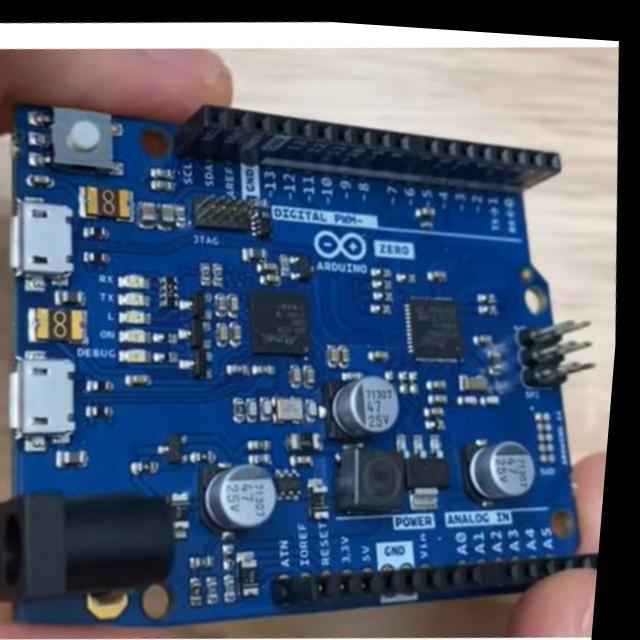 SCL
SDA
AREF
GND
-13
-12
-11
-10
-9
-8
-7
-6
-5
-4
-3
-2
TX→1
RX←0
DIGITAL PWM~
JTAG
ZERO
ARDUINO
RX
TX
L
ON
DEBUG
Atmel
SPI
71307
47
25V
71307
47
25V
71307
47
25V
POWER
ANALOG IN
ATN
IOREF
RESET
3.3V
5V
GND
Vin
A0
A1
A2
A3
A4
A5